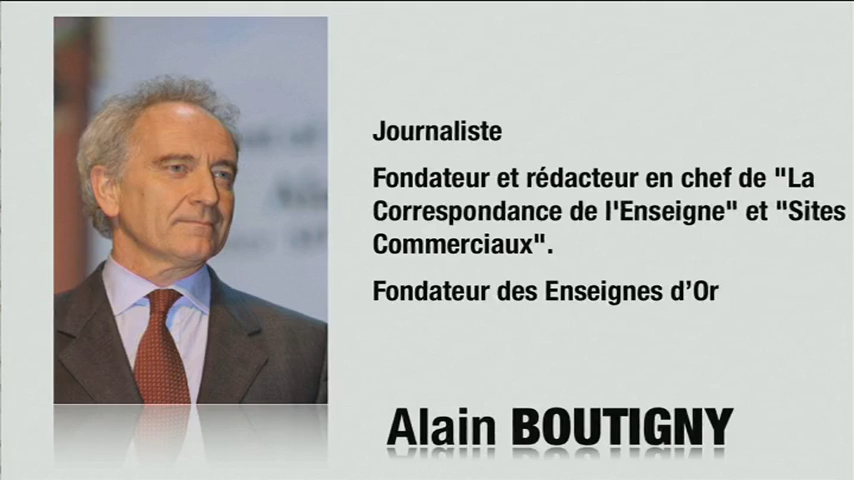 Journaliste
Fondateur et rédacteur en chef de "La
Correspondance de l'Enseigne" et "Sites
Commerciaux".
Fondateur des Enseignes d’Or
Alain BOUTIGNY